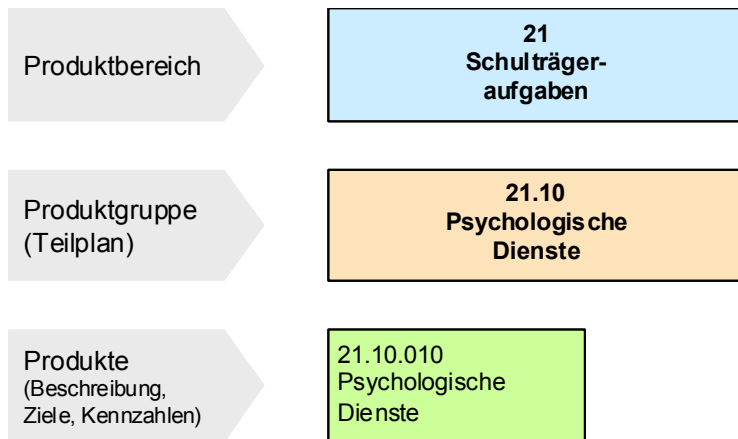 Produktbereich
21
Schulträger-
aufgaben
Produktgruppe
(Teilplan)
21.10
Psychologische
Dienste
Produkte
(Beschreibung,
Ziele, Kennzahlen)
21.10.010
Psychologische
Dienste